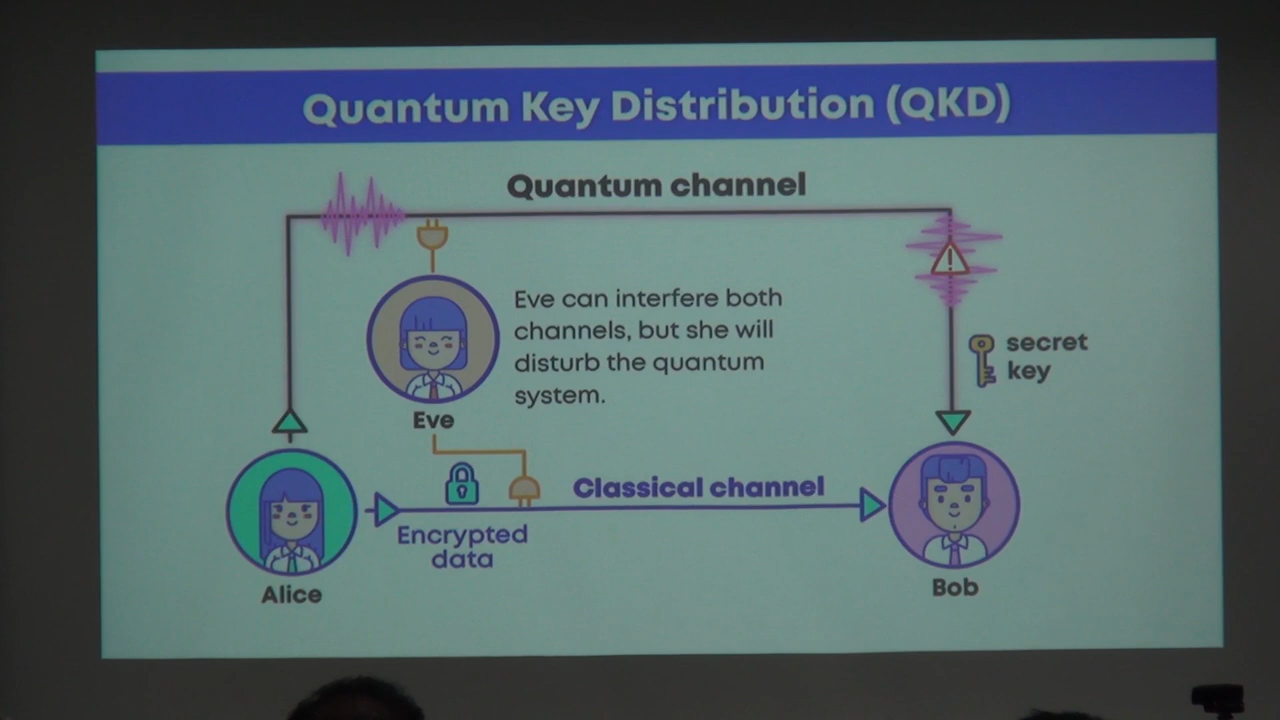 Quantum Key Distribution (QKD)
Quantum channel
Eve can interfere both
channels, but she will
disturb the quantum
system.
secret
key
Eve
Classical channel
Encrypted
data
Alice
Bob